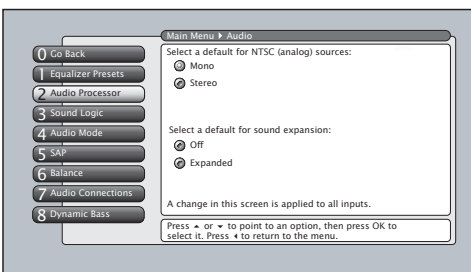 Main Menu ▸ Audio
0 Go Back
1 Equalizer Presets
2 Audio Processor
3 Sound Logic
4 Audio Mode
5 SAP
6 Balance
7 Audio Connections
8 Dynamic Bass
Select a default for NTSC (analog) sources:
Mono
Stereo
Select a default for sound expansion:
Off
Expanded
A change in this screen is applied to all inputs.
Press ▲ or ▼ to point to an option, then press OK to
select it. Press ◂ to return to the menu.